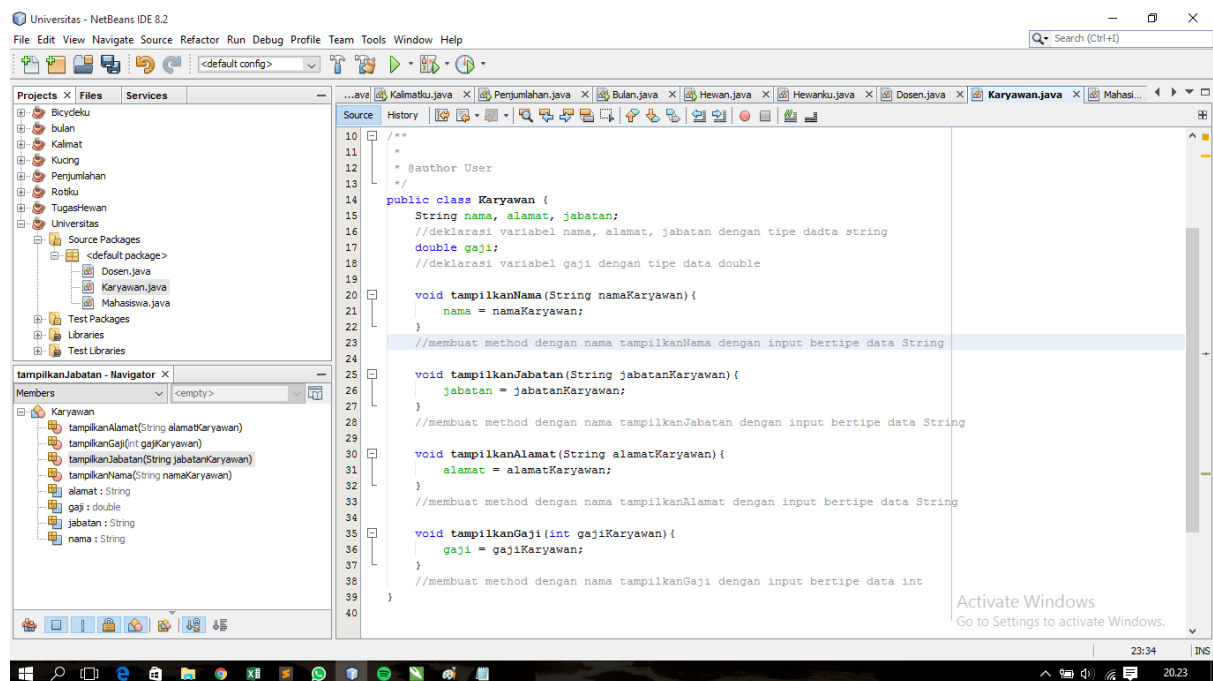 Universitas - NetBeans IDE 8.2
File Edit View Navigate Source Refactor Run Debug Profile Team Tools Window Help
Search (Ctrl+I)
<default config>
Projects Files Services
...ava Kalimatku.java Penjumlahan.java Bulan.java Hewan.java Hewanku.java Dosen.java Karyawan.java Mahasi...
Source History
Bicycleku
bulan
Kalimat
Kucing
Penjumlahan
Rotiku
TugasHewan
Universitas
Source Packages
<default package>
Dosen.java
Karyawan.java
Mahasiswa.java
Test Packages
Libraries
Test Libraries
tampilkanJabatan - Navigator
Members <empty>
Karyawan
tampilkanAlamat(String alamatKaryawan)
tampilkanGaji(int gajiKaryawan)
tampilkanJabatan(String jabatanKaryawan)
tampilkanNama(String namaKaryawan)
alamat : String
gaji : double
jabatan : String
nama : String
10 /**
11 *
12 * @author User
13 */
14 public class Karyawan {
15 String nama, alamat, jabatan;
16 //deklarasi variabel nama, alamat, jabatan dengan tipe dadta string
17 double gaji;
18 //deklarasi variabel gaji dengan tipe data double
19
20 void tampilkanNama(String namaKaryawan){
21 nama = namaKaryawan;
22 }
23 //membuat method dengan nama tampilkanNama dengan input bertipe data String
24
25 void tampilkanJabatan(String jabatanKaryawan){
26 jabatan = jabatanKaryawan;
27 }
28 //membuat method dengan nama tampilkanJabatan dengan input bertipe data String
29
30 void tampilkanAlamat(String alamatKaryawan){
31 alamat = alamatKaryawan;
32 }
33 //membuat method dengan nama tampilkanAlamat dengan input bertipe data String
34
35 void tampilkanGaji(int gajiKaryawan){
36 gaji = gajiKaryawan;
37 }
38 //membuat method dengan nama tampilkanGaji dengan input bertipe data int
39 }
40
Activate Windows
Go to Settings to activate Windows.
23:34 INS
20.23